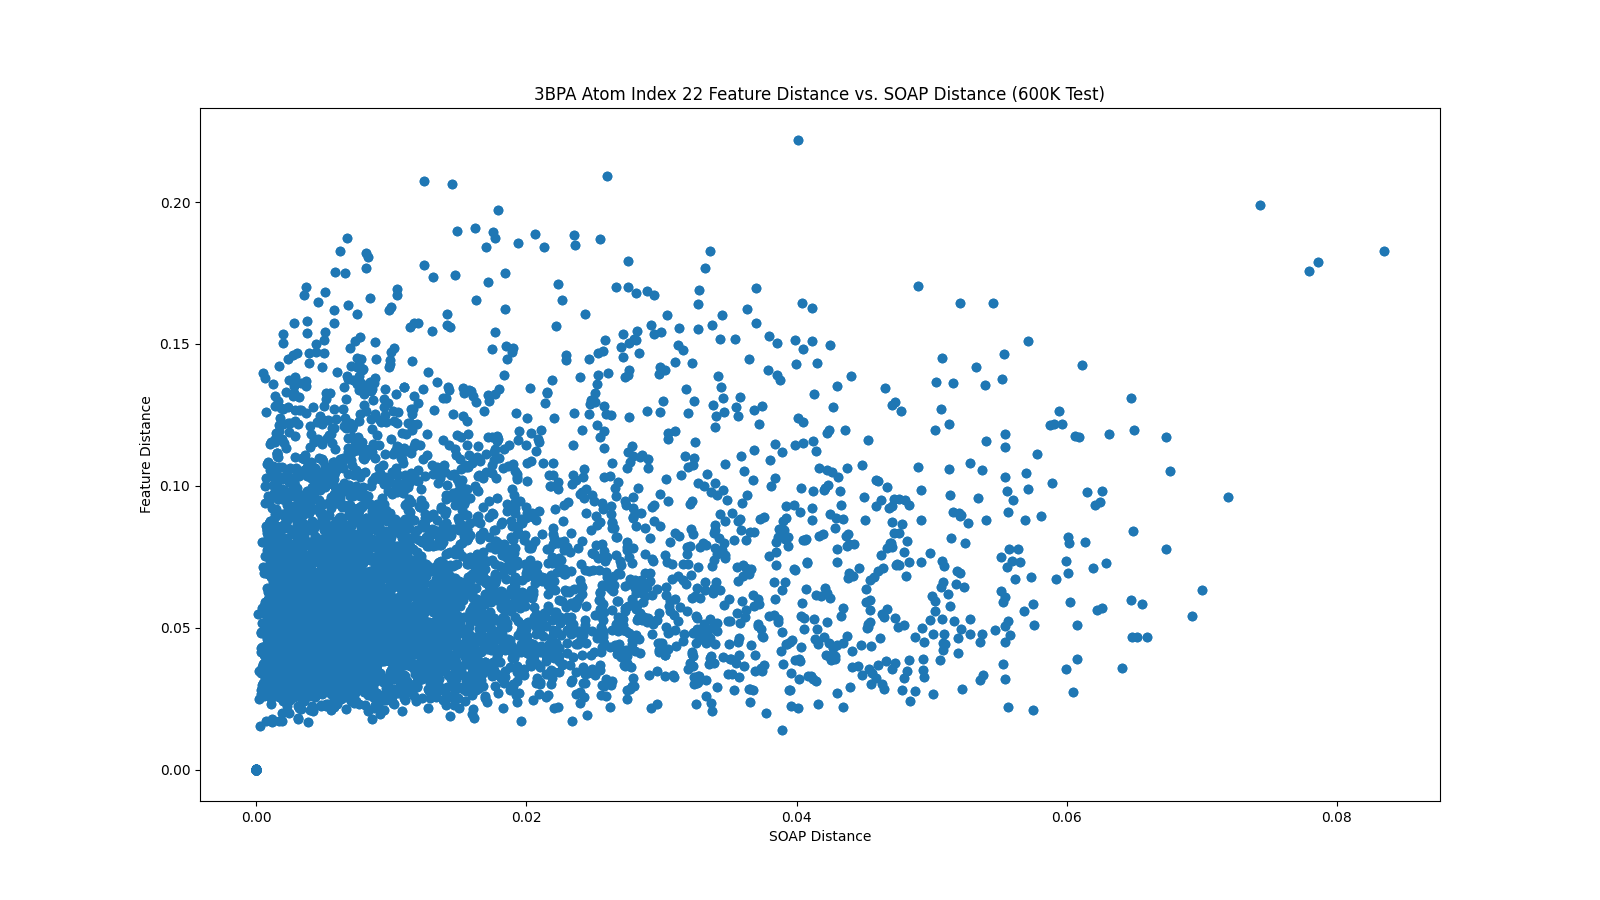 3BPA Atom Index 22 Feature Distance vs. SOAP Distance (600K Test)
Feature Distance
0.20
0.15
0.10
0.05
0.00
0.00 0.02 0.04 0.06 0.08
SOAP Distance